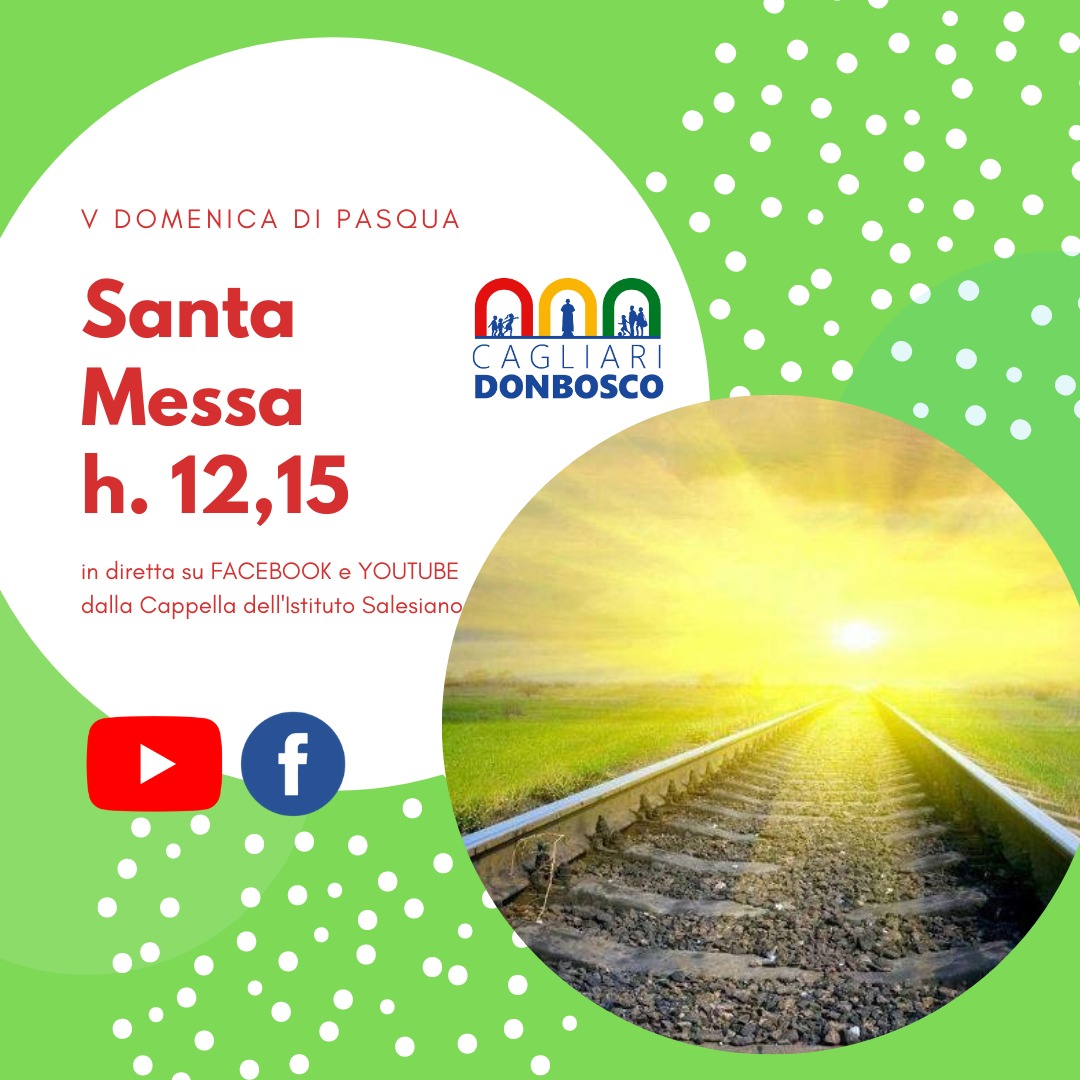 V DOMENICA DI PASQUA
Santa
Messa
h. 12,15
CAGLIARI
DONBOSCO
in diretta su FACEBOOK e YOUTUBE
dalla Cappella dell'Istituto Salesiano
f